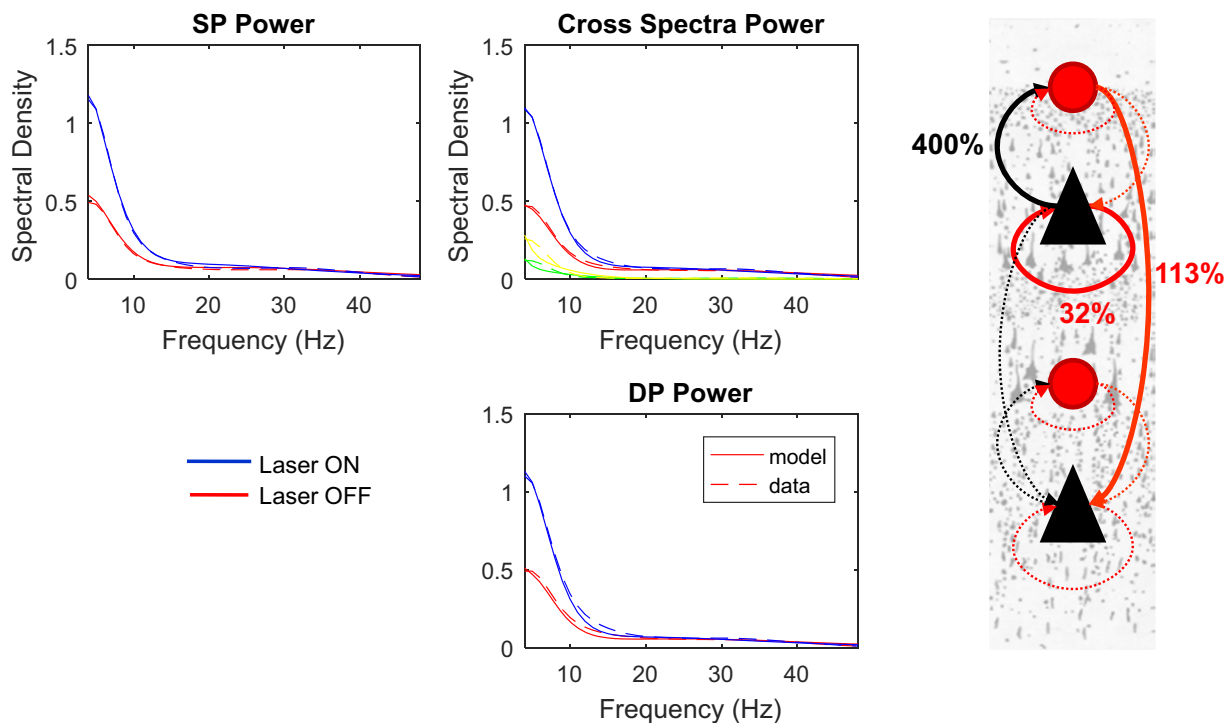 SP Power
1.5
1
0.5
0
Spectral Density
10
20
30
40
Frequency (Hz)
Cross Spectra Power
1.5
1
0.5
0
Spectral Density
10
20
30
40
Frequency (Hz)
DP Power
1.5
1
0.5
0
10
20
30
40
Frequency (Hz)
model
data
Laser ON
Laser OFF
400%
113%
32%